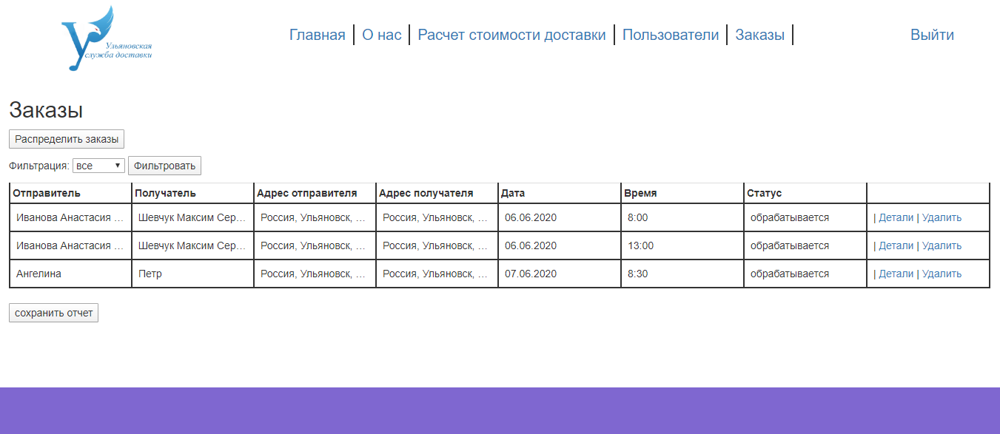 Ульяновская
служба доставки
Главная О нас Расчет стоимости доставки Пользователи Заказы Выйти
Заказы
Распределить заказы
Фильтрация: все Фильтровать
Отправитель Получатель Адрес отправителя Адрес получателя Дата Время Статус
Иванова Анастасия … Шевчук Максим Сер… Россия, Ульяновск, … Россия, Ульяновск, … 06.06.2020 8:00 обрабатывается | Детали | Удалить
Иванова Анастасия … Шевчук Максим Сер… Россия, Ульяновск, … Россия, Ульяновск, … 06.06.2020 13:00 обрабатывается | Детали | Удалить
Ангелина Петр Россия, Ульяновск, … Россия, Ульяновск, … 07.06.2020 8:30 обрабатывается | Детали | Удалить
сохранить отчет